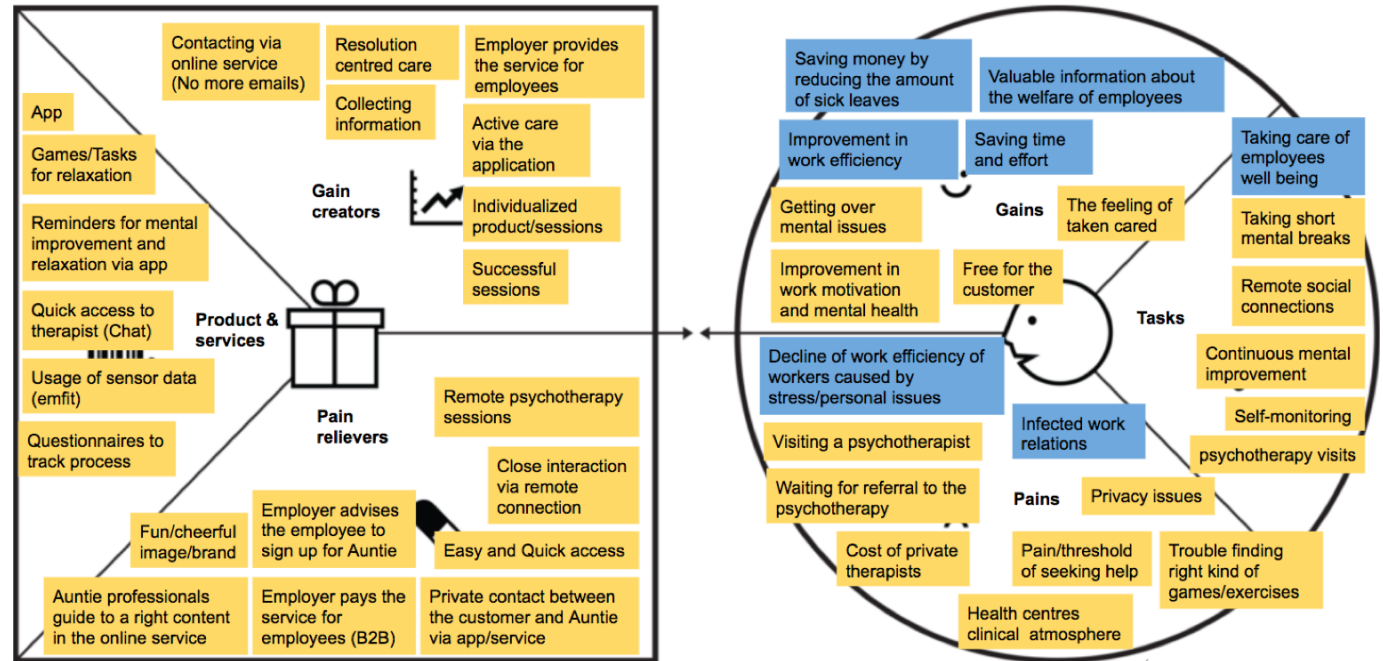 Contacting via
online service
(No more emails)
Resolution
centred care
Employer provides
the service for
employees
Collecting
information
App
Active care
via the
application
Games/Tasks
for relaxation
Gain
creators
Individualized
product/sessions
Reminders for mental
improvement and
relaxation via app
Successful
sessions
Quick access to
therapist (Chat)
Product &
services
Usage of sensor data
(emfit)
Questionnaires to
track process
Pain
relievers
Remote psychotherapy
sessions
Close interaction
via remote
connection
Fun/cheerful
image/brand
Employer advises
the employee to
sign up for Auntie
Easy and Quick access
Auntie professionals
guide to a right content
in the online service
Employer pays the
service for
employees (B2B)
Private contact between
the customer and Auntie
via app/service
Saving money by
reducing the amount
of sick leaves
Valuable information about
the welfare of employees
Improvement in
work efficiency
Saving time
and effort
Taking care of
employees
well being
Getting over
mental issues
Gains
The feeling of
taken cared
Taking short
mental breaks
Improvement in
work motivation
and mental health
Free for the
customer
Remote social
connections
Tasks
Decline of work efficiency of
workers caused by
stress/personal issues
Continuous mental
improvement
Infected work
relations
Self-monitoring
Visiting a psychotherapist
psychotherapy visits
Waiting for referral to the
psychotherapy
Pains
Privacy issues
Cost of private
therapists
Pain/threshold
of seeking help
Trouble finding
right kind of
games/exercises
Health centres
clinical atmosphere